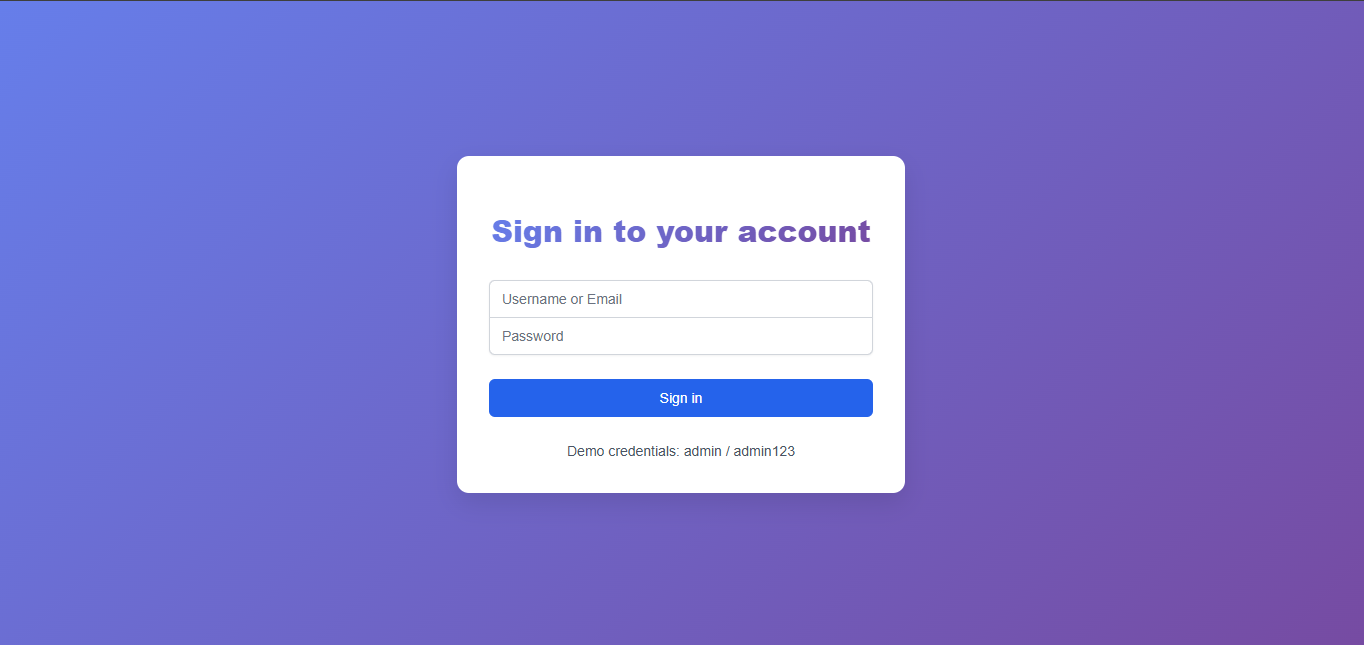 Sign in to your account
Username or Email
Password
Sign in
Demo credentials: admin / admin123